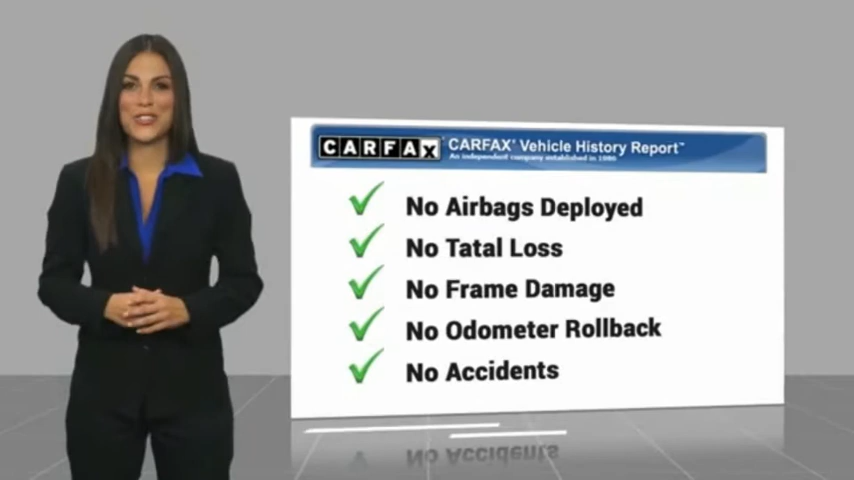 CARFAX CARFAX® Vehicle History Report™
An independent company established in 1986
No Airbags Deployed
No Tatal Loss
No Frame Damage
No Odometer Rollback
No Accidents
No Accidents